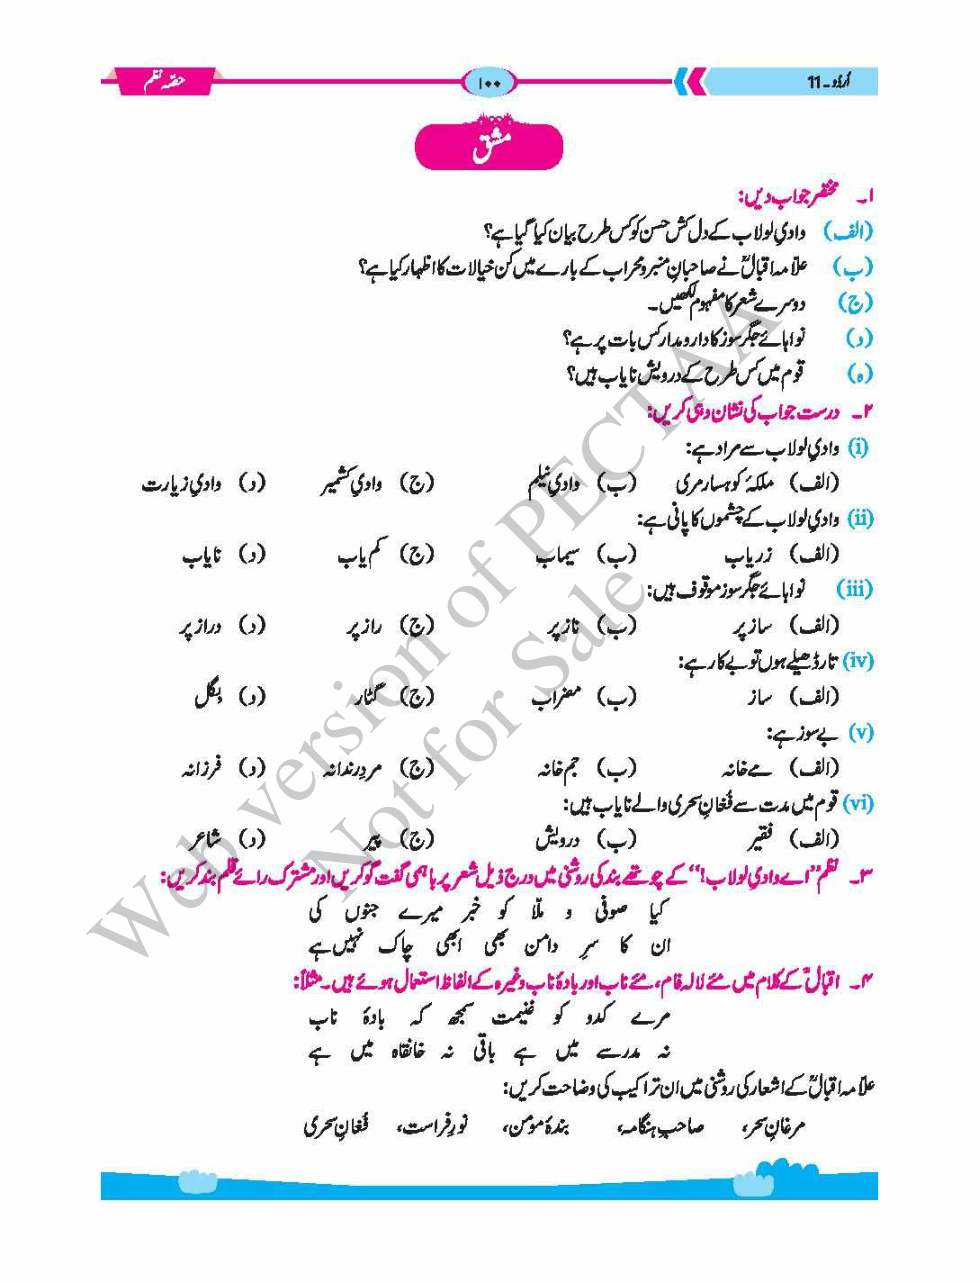 اُردُو۔11
۱۰۰
حصّہ نظم
مشق
۱۔ مختصر جواب دیں:
(الف) وادیِ لولاب کے دل کش حسن کو کس طرح بیان کیا گیا ہے؟
(ب) علّامہ اقبالؒ نے صاحبانِ منبر و محراب کے بارے میں کن خیالات کا اظہار کیا ہے؟
(ج) دوسرے شعر کا مفہوم لکھیں۔
(د) نواہائے جگر سوز کا دارومدار کس بات پر ہے؟
(ہ) قوم میں کس طرح کے درویش نایاب ہیں؟
۲۔ درست جواب کی نشان دہی کریں:
(i) وادیِ لولاب سے مراد ہے:
(الف) ملکۂ کوہسار مری (ب) وادیِ نیلم (ج) وادیِ کشمیر (د) وادیِ زیارت
(ii) وادیِ لولاب کے چشموں کا پانی ہے:
(الف) زریاب (ب) سیماب (ج) کم یاب (د) نایاب
(iii) نواہائے جگر سوز موقوف ہیں:
(الف) ساز پر (ب) ناز پر (ج) راز پر (د) دراز پر
(iv) تار ڈھیلے ہوں تو بے کار ہے:
(الف) ساز (ب) مضراب (ج) گٹار (د) بگل
(v) بے سوز ہے:
(الف) مے خانہ (ب) جم خانہ (ج) مردِ رندانہ (د) فرزانہ
(vi) قوم میں مدت سے فُغانِ سحری والے نایاب ہیں:
(الف) فقیر (ب) درویش (ج) پیر (د) شاعر
۳۔ نظم ’’اے وادیِ لولاب!‘‘ کے چوتھے بند کی روشنی میں درج ذیل شعر پر باہمی گفت گو کریں اور مشترک رائے قلم بند کریں:
کیا صوفی و ملّا کو خبر میرے جنوں کی
ان کا سرِ دامن بھی ابھی چاک نہیں ہے
۴۔ اقبالؒ کے کلام میں مئے لالہ فام، مئے ناب اور بادۂ ناب وغیرہ کے الفاظ استعمال ہوئے ہیں۔ مثلاً:
مرے کدو کو غنیمت سمجھ کہ بادۂ ناب
نہ مدرسے میں ہے باقی نہ خانقاہ میں ہے
علّامہ اقبالؒ کے اشعار کی روشنی میں ان تراکیب کی وضاحت کریں:
مرغانِ سحر، صاحبِ ہنگامہ، بندۂ مومن، نورِ فراست، فُغانِ سحری
Web version of PECTAA
Not for Sale